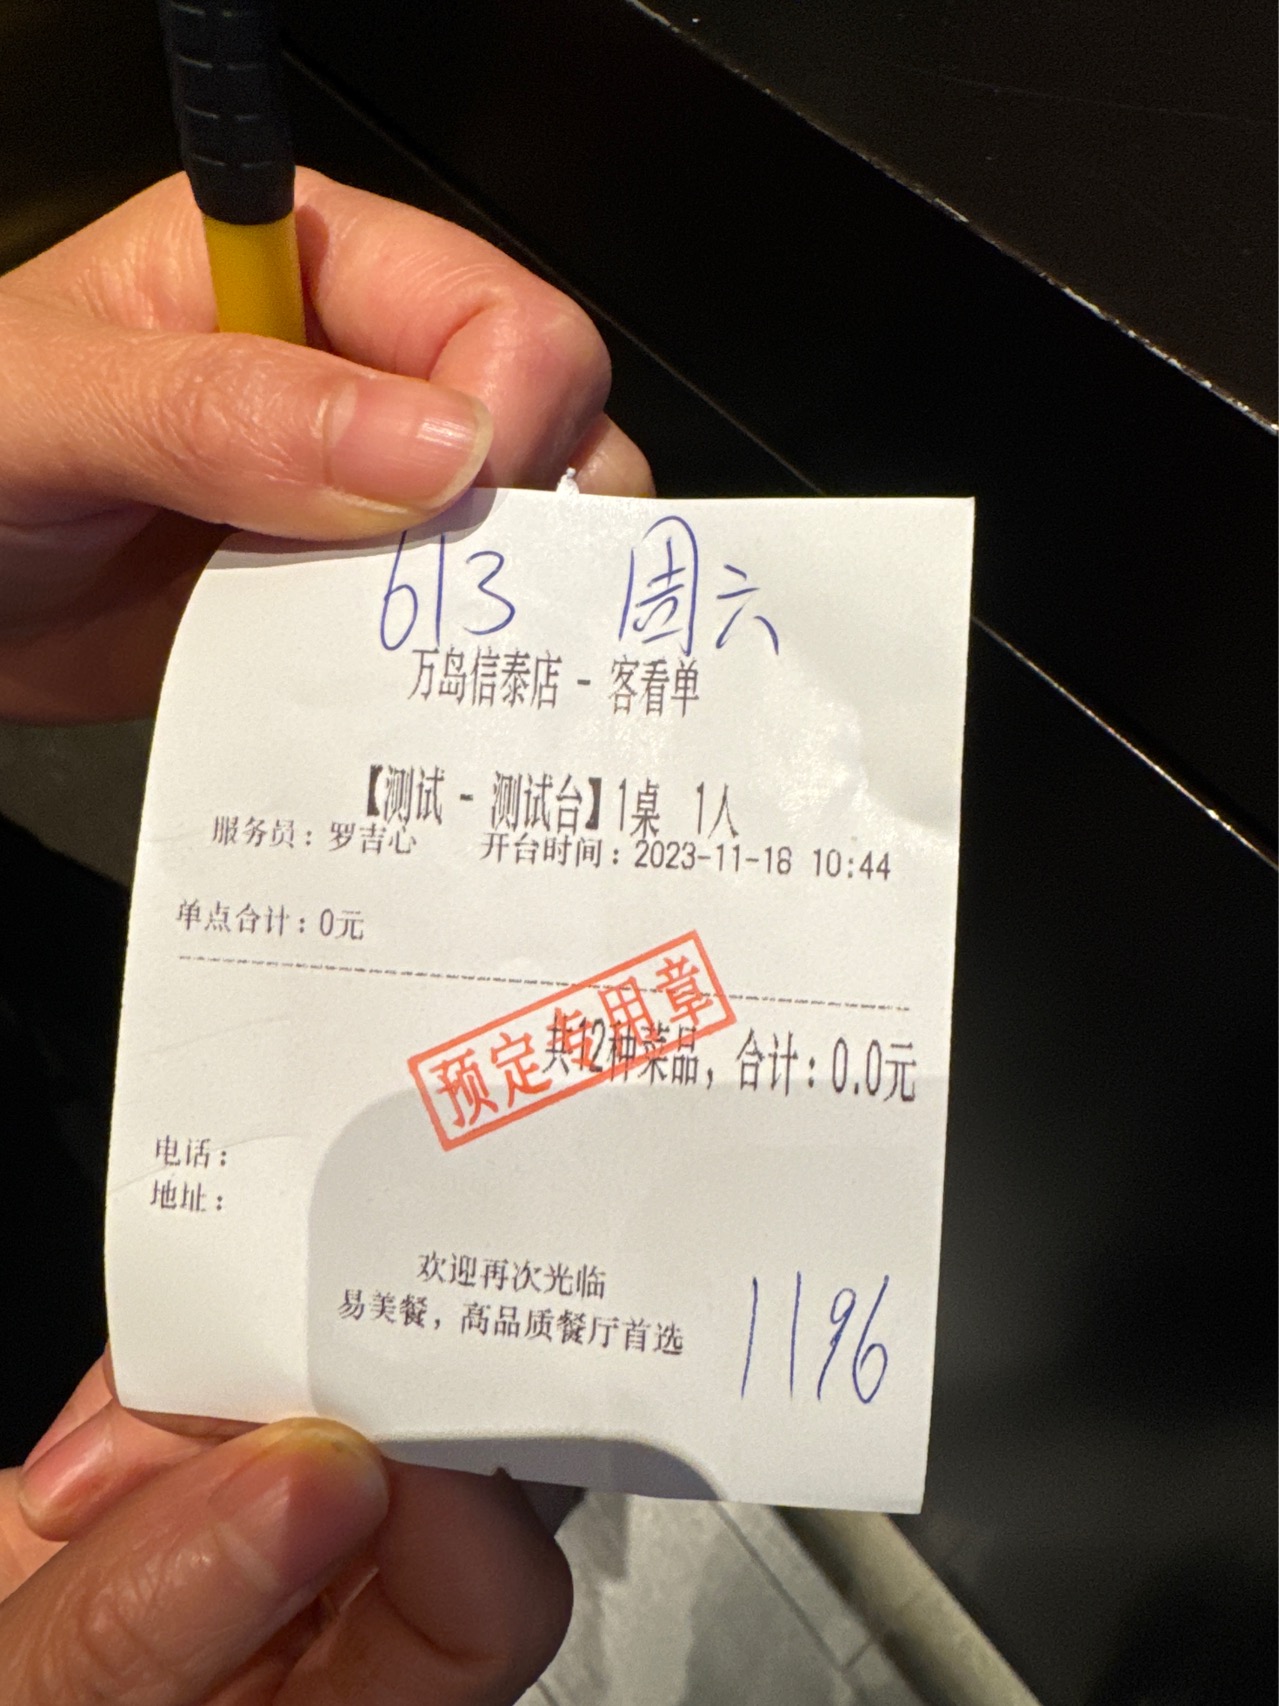 613 周六
万岛信泰店 - 客看单
【测试 - 测试台】1桌 1人
服务员：罗吉心 开台时间：2023-11-18 10:44
单点合计：0元
预定专用章
共12种菜品，合计：0.0元
电话：
地址：
欢迎再次光临
易美餐，高品质餐厅首选
1196